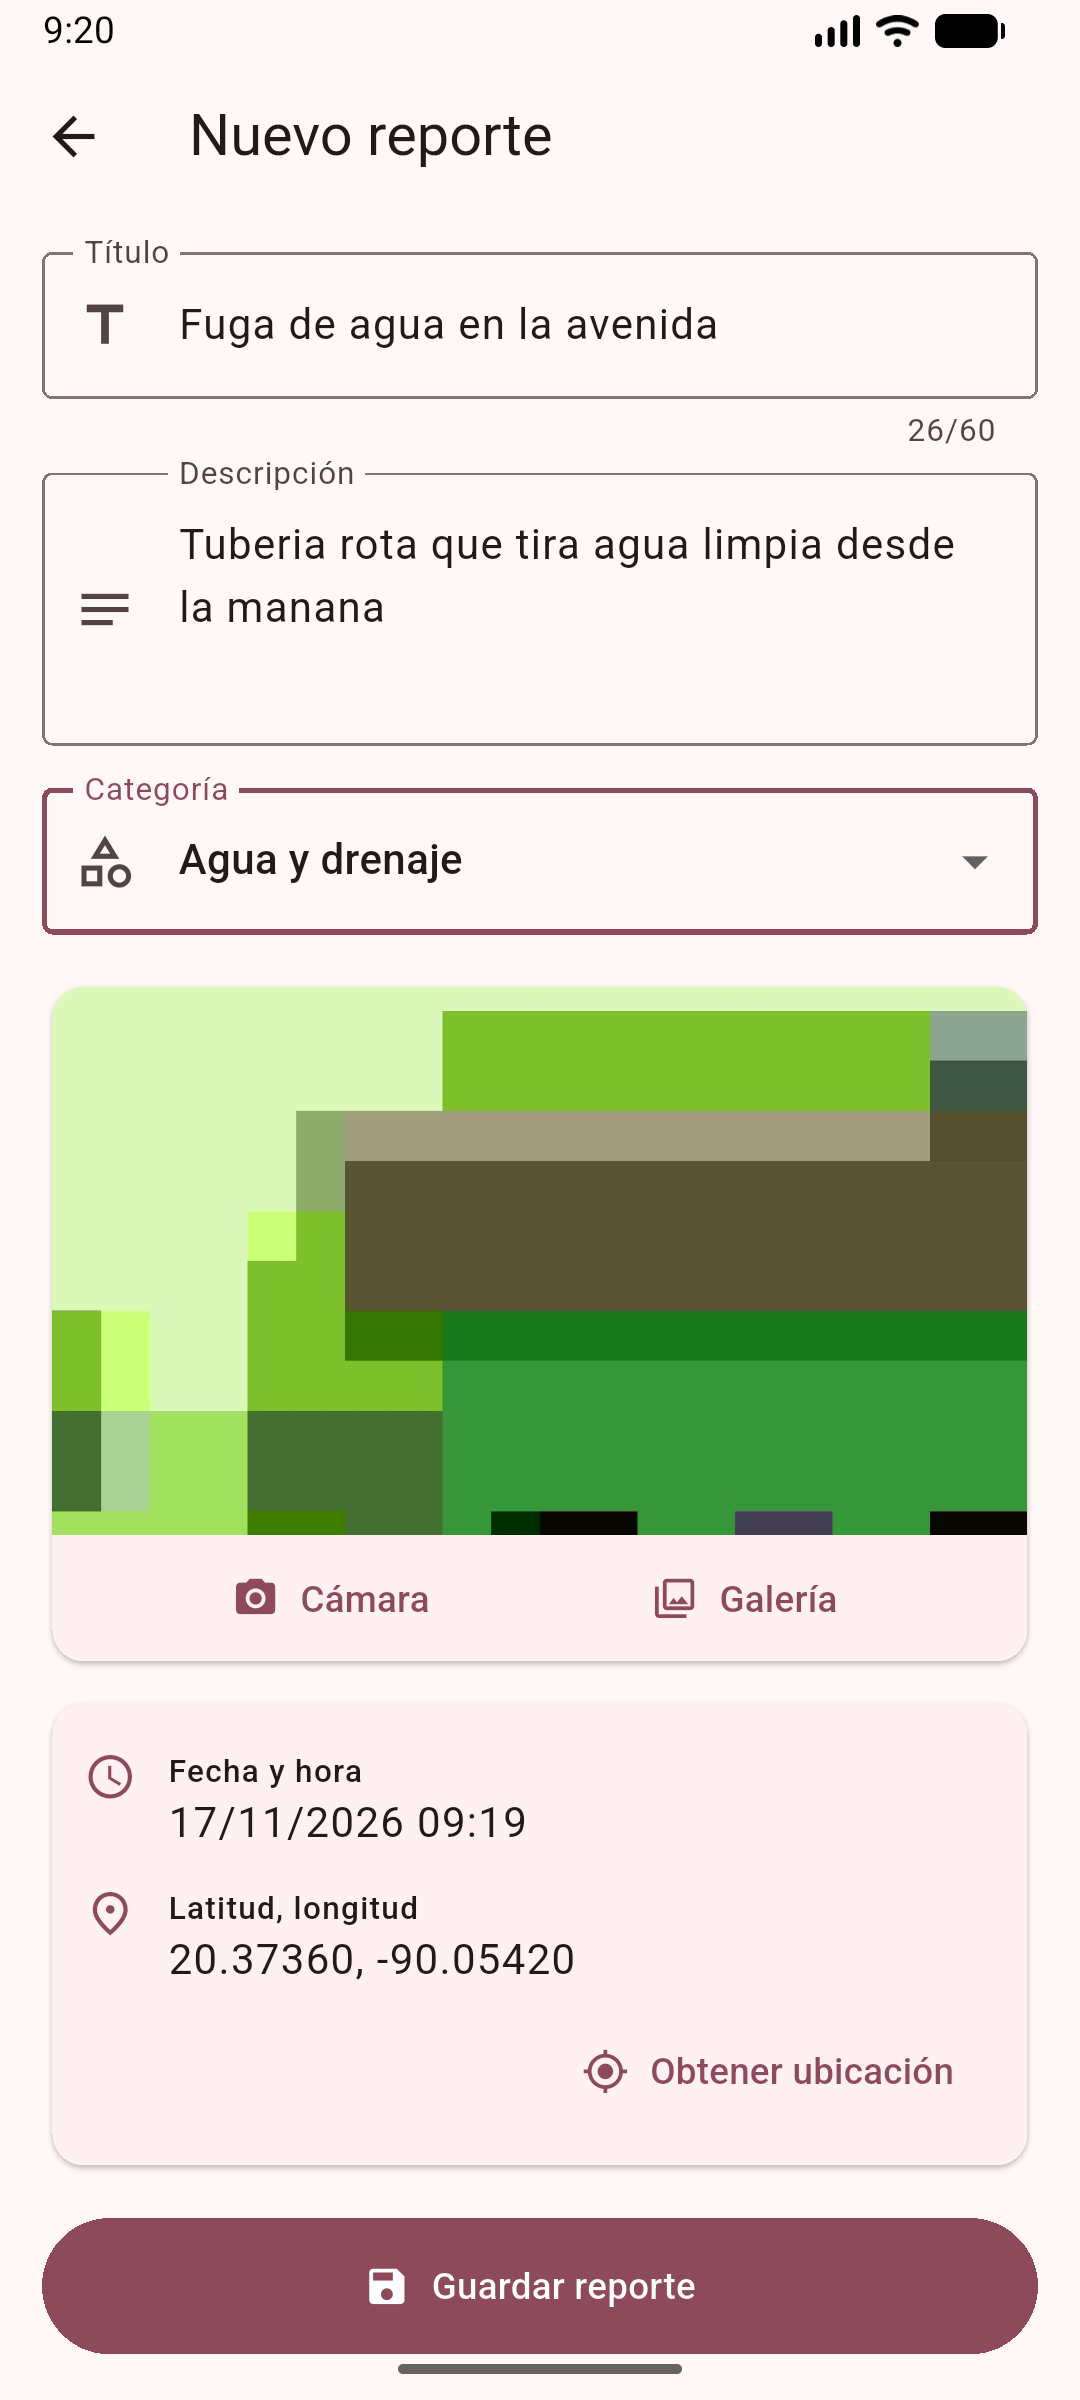 9:20
Nuevo reporte
Título
Fuga de agua en la avenida
26/60
Descripción
Tuberia rota que tira agua limpia desde
la manana
Categoría
Agua y drenaje
Cámara
Galería
Fecha y hora
17/11/2026 09:19
Latitud, longitud
20.37360, -90.05420
Obtener ubicación
Guardar reporte